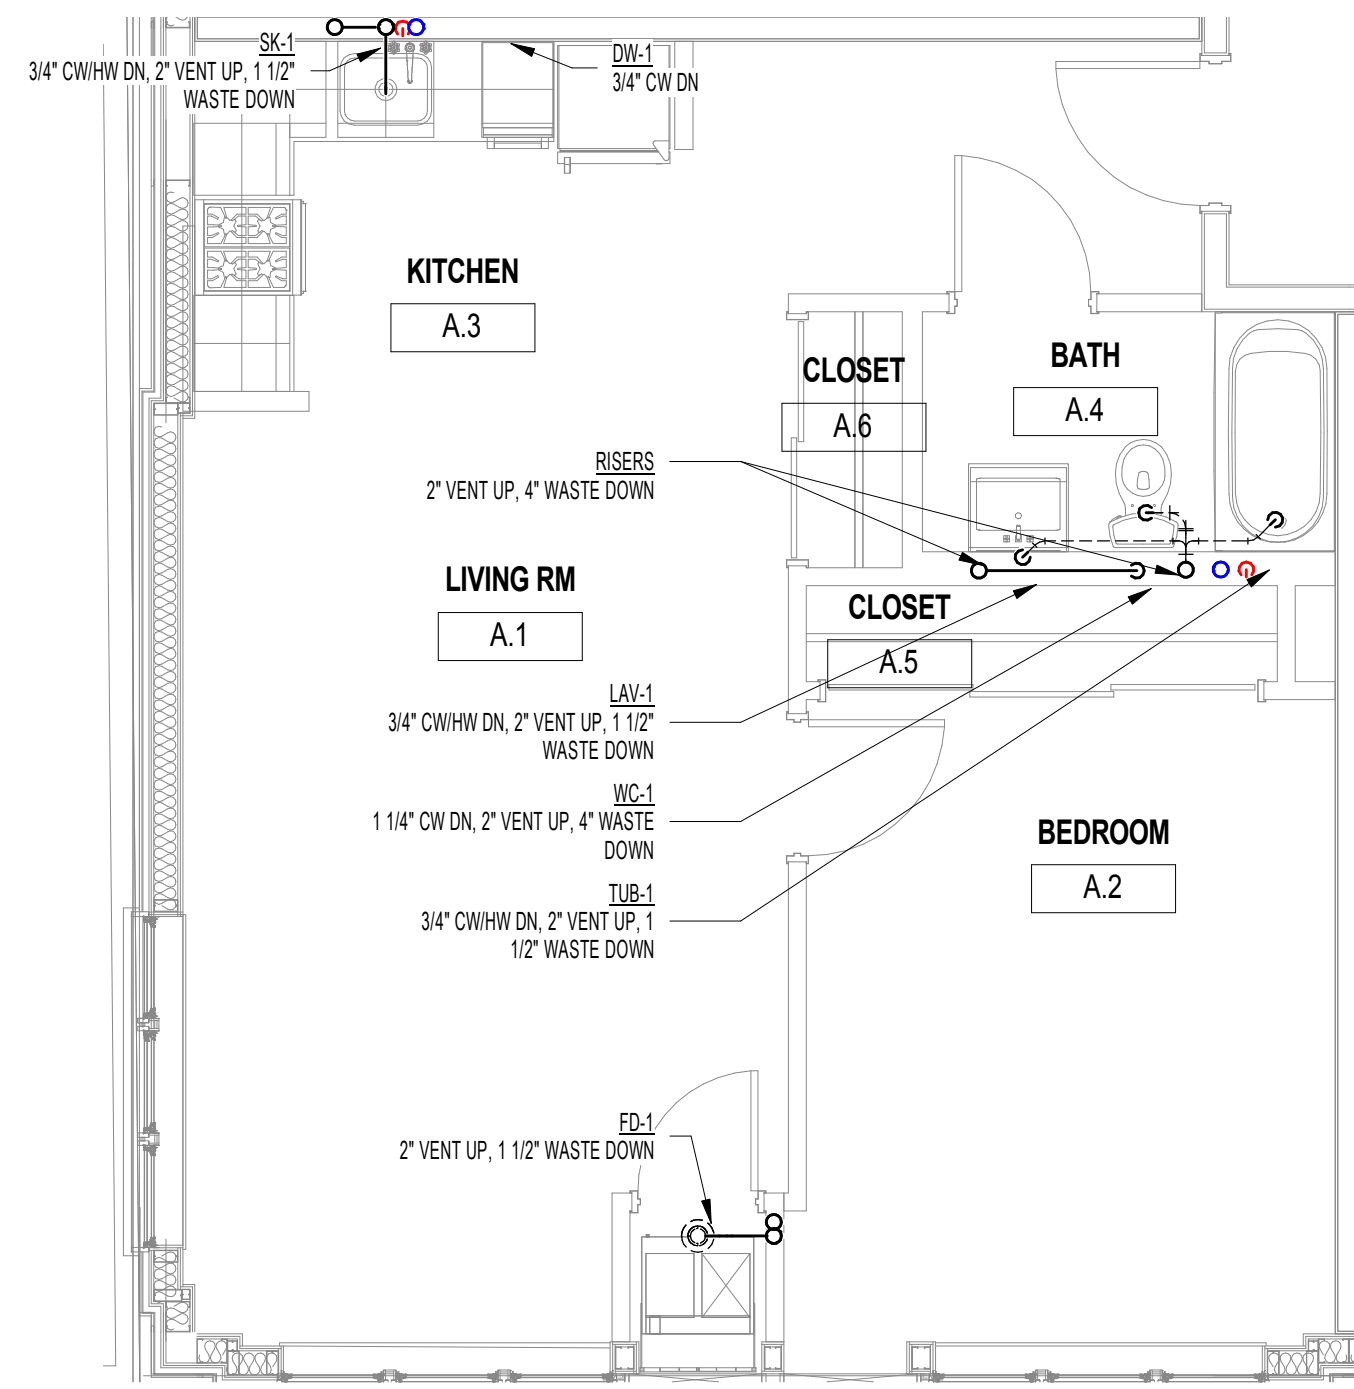 SK-1
3/4" CW/HW DN, 2" VENT UP, 1 1/2"
WASTE DOWN
DW-1
3/4" CW DN
KITCHEN
A.3
CLOSET
A.6
BATH
A.4
RISERS
2" VENT UP, 4" WASTE DOWN
LIVING RM
A.1
CLOSET
A.5
LAV-1
3/4" CW/HW DN, 2" VENT UP, 1 1/2"
WASTE DOWN
WC-1
1 1/4" CW DN, 2" VENT UP, 4" WASTE
DOWN
TUB-1
3/4" CW/HW DN, 2" VENT UP, 1
1/2" WASTE DOWN
BEDROOM
A.2
FD-1
2" VENT UP, 1 1/2" WASTE DOWN